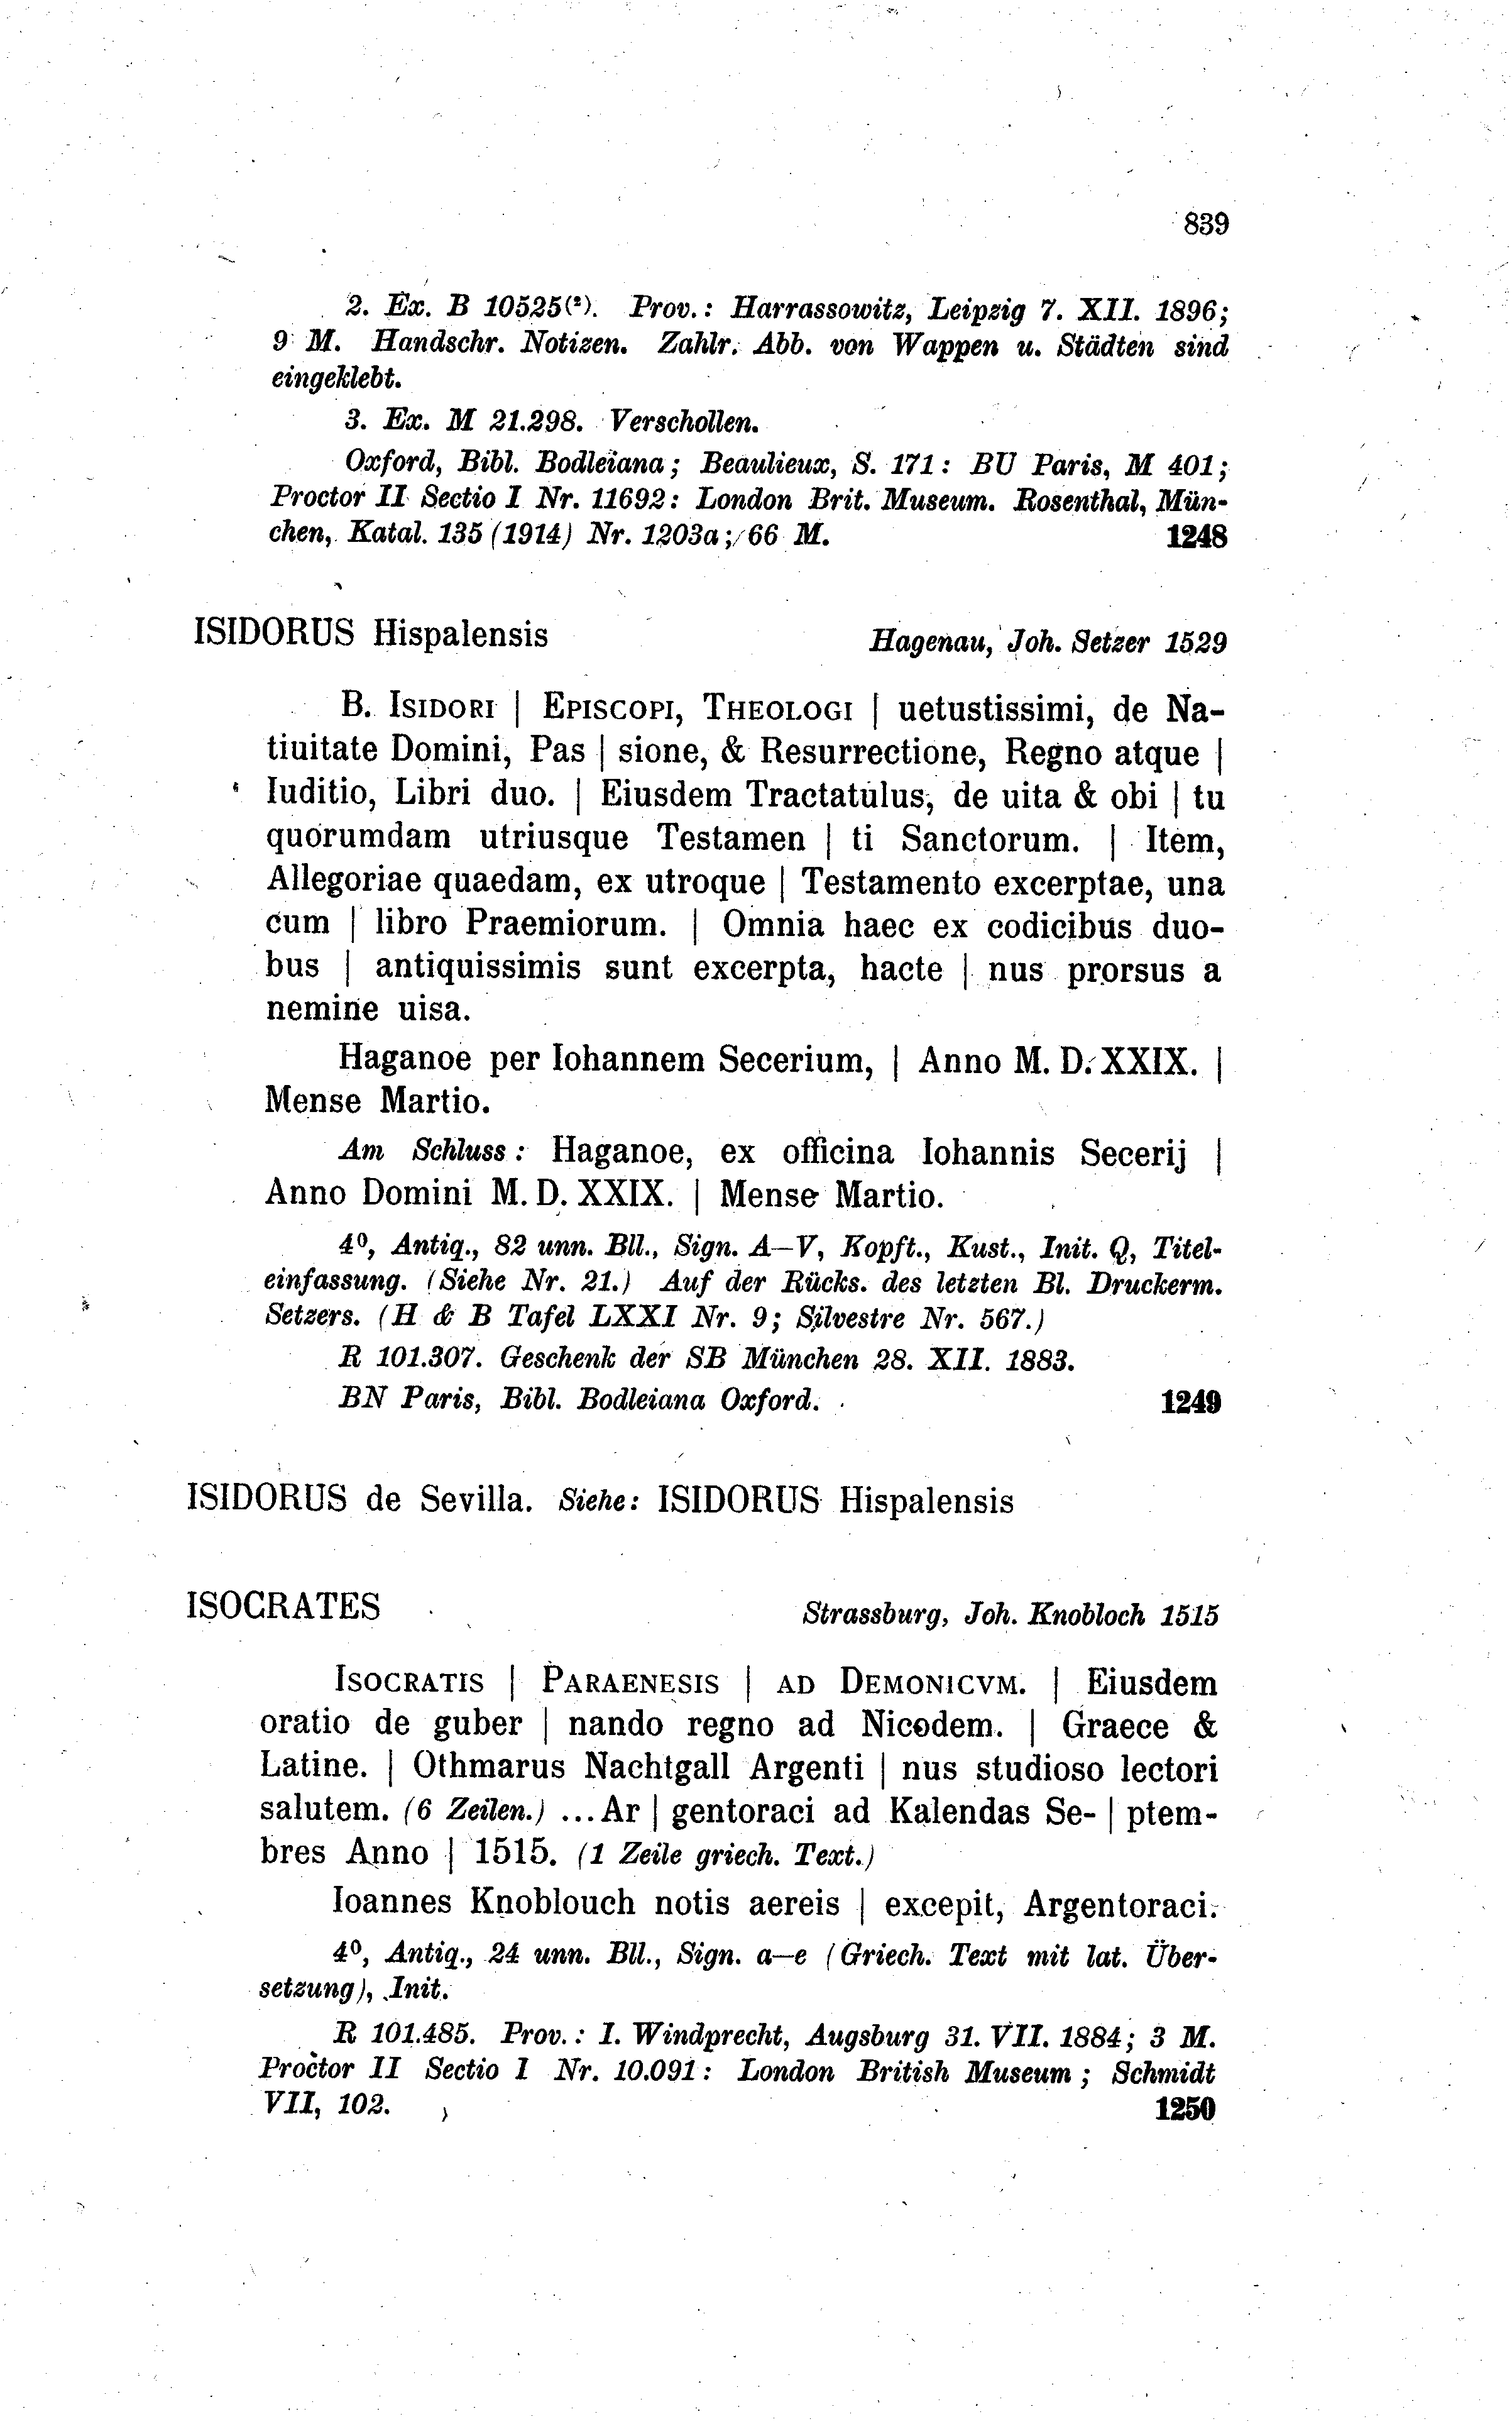 839
2. Ex. B 10525(²). Prov.: Harrassowitz, Leipzig 7. XII. 1896;
9 M. Handschr. Notizen. Zahlr. Abb. von Wappen u. Städten sind
eingeklebt.
3. Ex. M 21.298. Verschollen.
Oxford, Bibl. Bodleiana; Beaulieux, S. 171: BU Paris, M 401;
Proctor II Sectio I Nr. 11692: London Brit. Museum. Rosenthal, Mün-
chen, Katal. 135 (1914) Nr. 1203a; 66 M. 1248
ISIDORUS Hispalensis Hagenau, Joh. Setzer 1529
B. ISIDORI | EPISCOPI, THEOLOGI | uetustissimi, de Na-
tiuitate Domini, Pas | sione, & Resurrectione, Regno atque |
Iuditio, Libri duo. | Eiusdem Tractatulus, de uita & obi | tu
quorumdam utriusque Testamen | ti Sanctorum. | Item,
Allegoriae quaedam, ex utroque | Testamento excerptae, una
cum | libro Praemiorum. | Omnia haec ex codicibus duo-
bus | antiquissimis sunt excerpta, hacte | nus prorsus a
nemine uisa.
Haganoe per Iohannem Secerium, | Anno M. D. XXIX. |
Mense Martio.
Am Schluss: Haganoe, ex officina Iohannis Secerij |
Anno Domini M. D. XXIX. | Mense Martio.
4⁰, Antiq., 82 unn. Bll., Sign. A—V, Kopft., Kust., Init. Q, Titel-
einfassung. (Siehe Nr. 21.) Auf der Rücks. des letzten Bl. Druckerm.
Setzers. (H & B Tafel LXXI Nr. 9; Silvestre Nr. 567.)
R 101.307. Geschenk der SB München 28. XII. 1883.
BN Paris, Bibl. Bodleiana Oxford. 1249
ISIDORUS de Sevilla. Siehe: ISIDORUS Hispalensis
ISOCRATES Strassburg, Joh. Knobloch 1515
ISOCRATIS | PARAENESIS | AD DEMONICVM. | Eiusdem
oratio de guber | nando regno ad Nicodem. | Graece &
Latine. | Othmarus Nachtgall Argenti | nus studioso lectori
salutem. (6 Zeilen.) ... Ar | gentoraci ad Kalendas Se- | ptem-
bres Anno | 1515. (1 Zeile griech. Text.)
Ioannes Knoblouch notis aereis | excepit, Argentoraci.
4⁰, Antiq., 24 unn. Bll., Sign. a—e (Griech. Text mit lat. Über-
setzung), Init.
R 101.485. Prov.: I. Windprecht, Augsburg 31. VII. 1884; 3 M.
Proctor II Sectio I Nr. 10.091: London British Museum; Schmidt
VII, 102. 1250